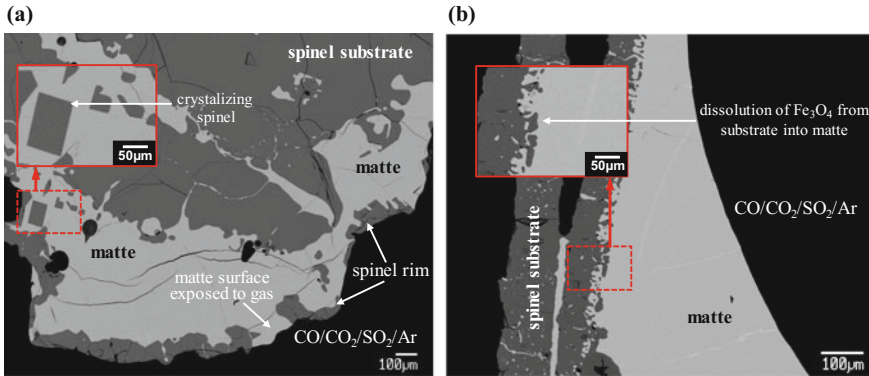 (a)
spinel substrate
crystalizing
spinel
50µm
matte
matte
spinel rim
matte surface
exposed to gas
CO/CO₂/SO₂/Ar
100µm
(b)
dissolution of Fe₃O₄ from
substrate into matte
50µm
CO/CO₂/SO₂/Ar
spinel substrate
matte
100µm